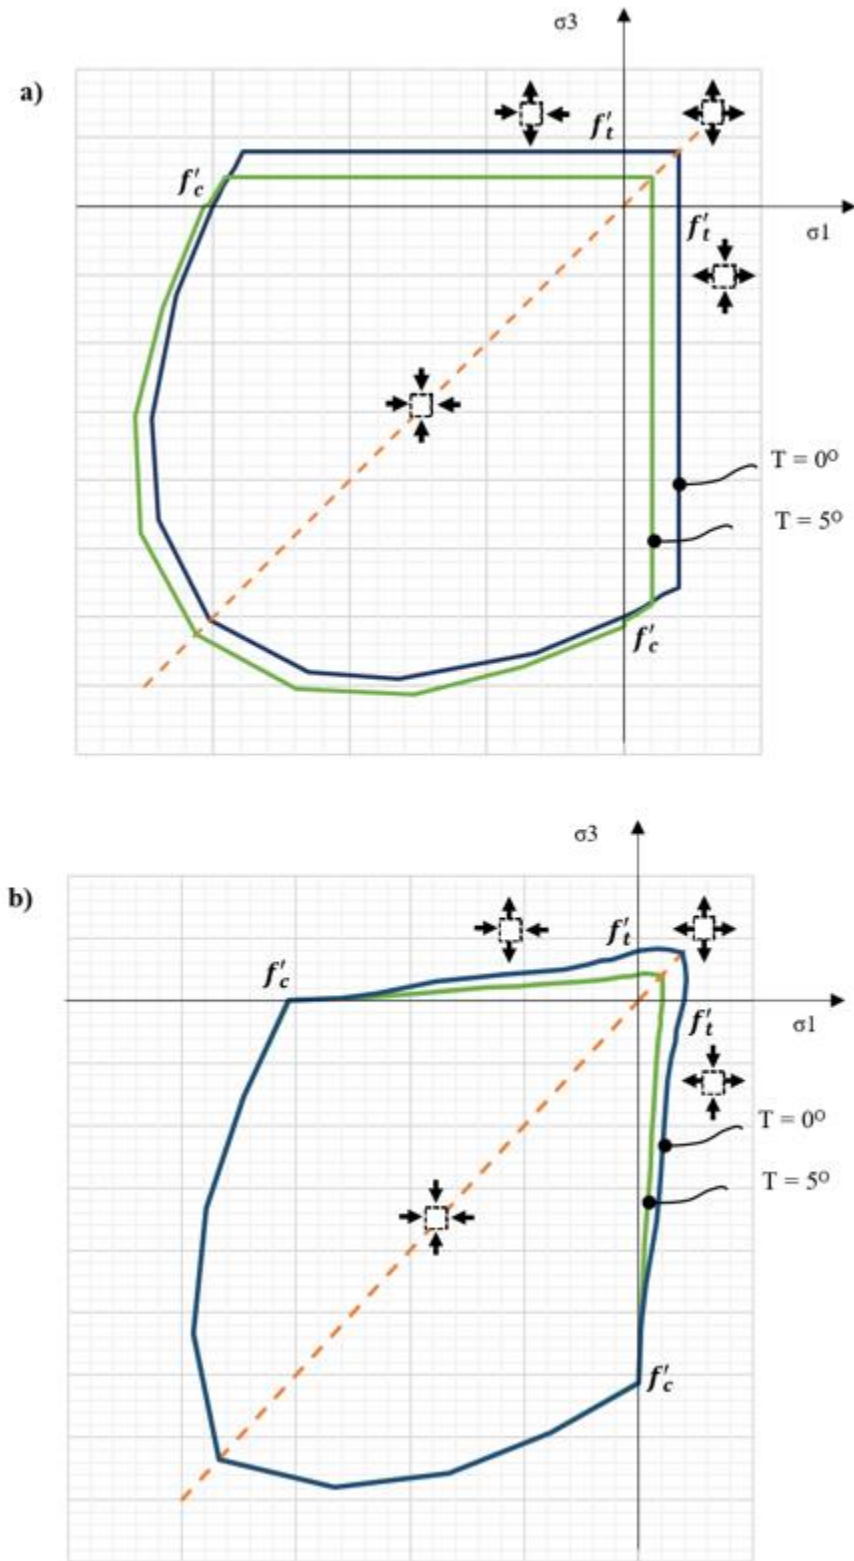 σ3
a)
f't
f'c
f't
σ1
T = 0º
T = 5º
f'c
σ3
b)
f't
f'c
f't
σ1
T = 0º
T = 5º
f'c